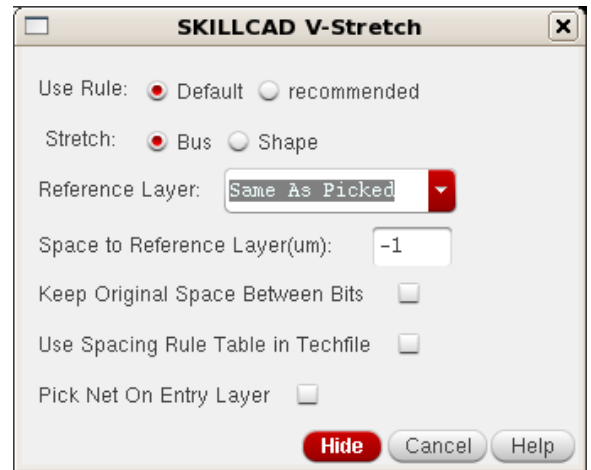 SKILLCAD V-Stretch
Use Rule: Default recommended
Stretch: Bus Shape
Reference Layer: Same As Picked
Space to Reference Layer(um): -1
Keep Original Space Between Bits
Use Spacing Rule Table in Techfile
Pick Net On Entry Layer
Hide Cancel Help